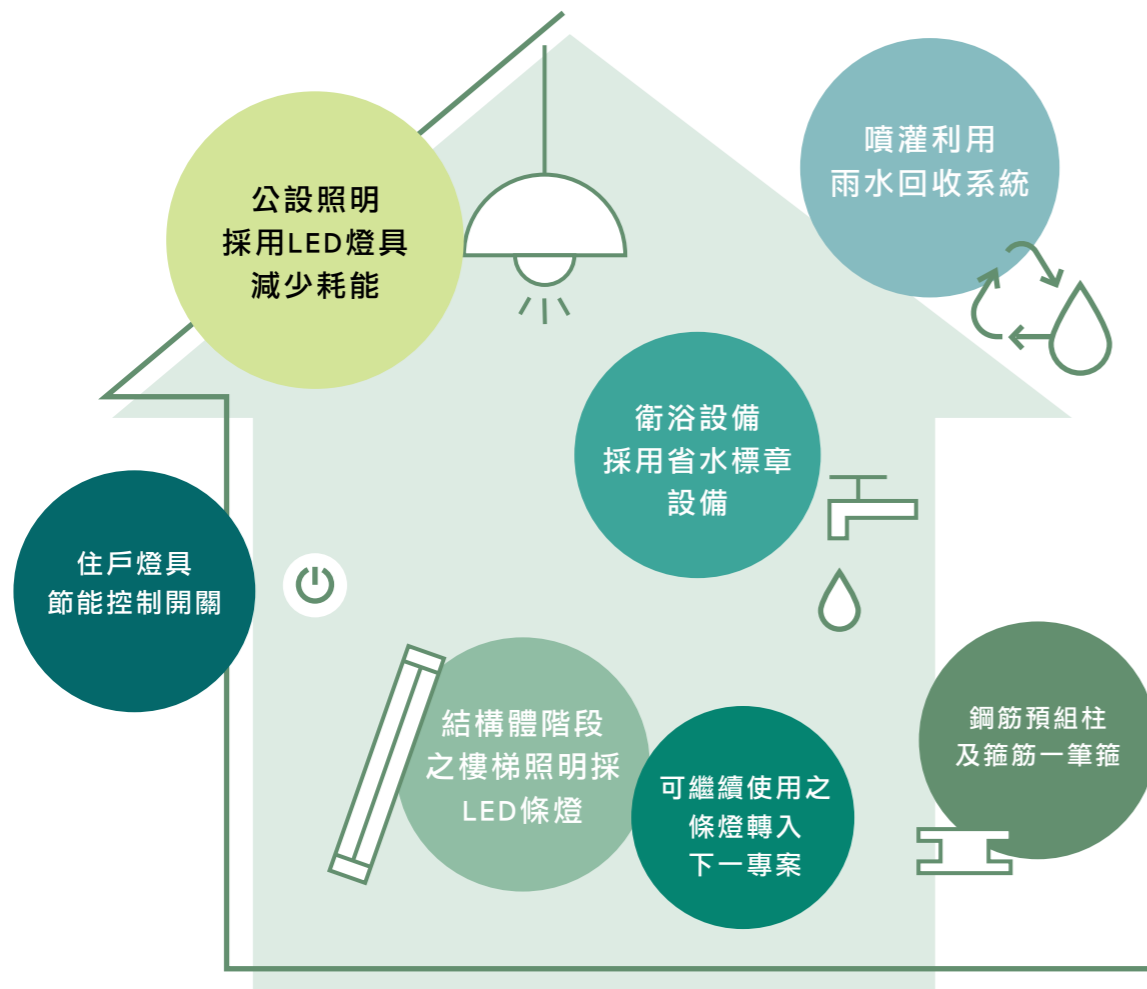 公設照明
採用LED燈具
減少耗能
噴灌利用
雨水回收系統
衛浴設備
採用省水標章
設備
住戶燈具
節能控制開關
結構體階段
之樓梯照明採
LED條燈
可繼續使用之
條燈轉入
下一專案
鋼筋預組柱
及箍筋一筆箍